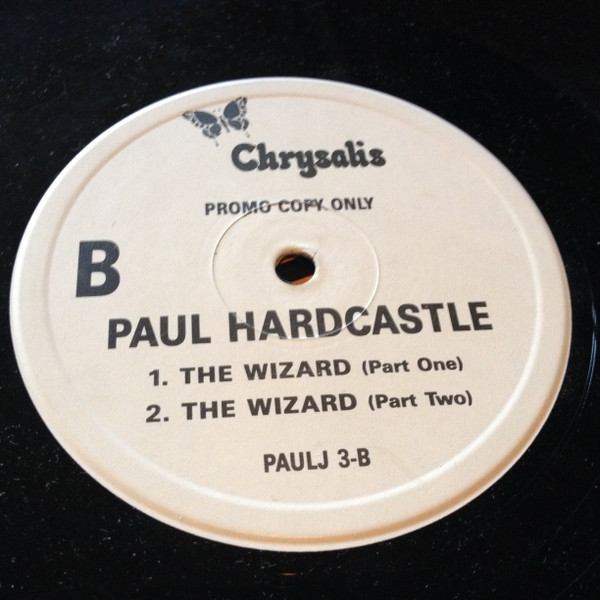 Chrysalis
PROMO COPY ONLY
B
PAUL HARDCASTLE
1. THE WIZARD (Part One)
2. THE WIZARD (Part Two)
PAULJ 3-B